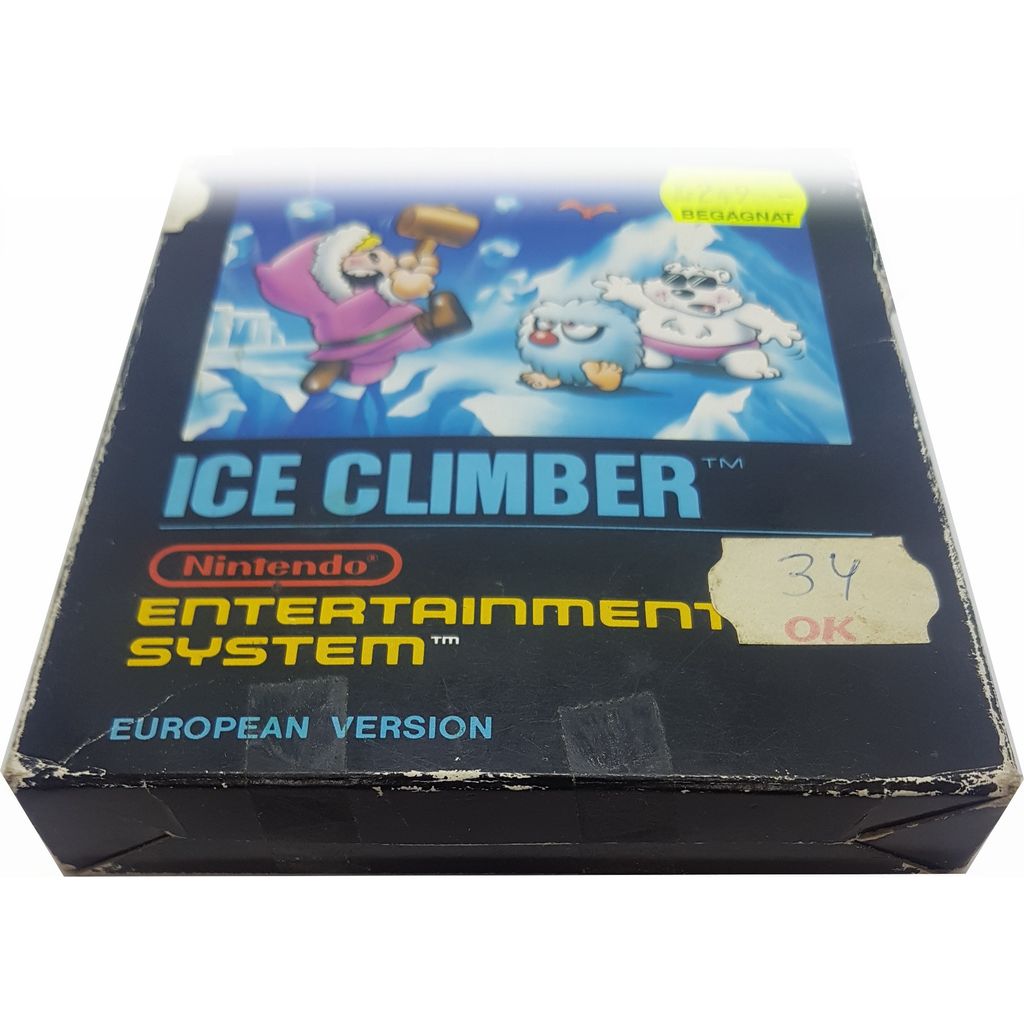 BEGAGNAT
ICE CLIMBER™
Nintendo®
34
OK
ENTERTAINMENT
SYSTEM™
EUROPEAN VERSION